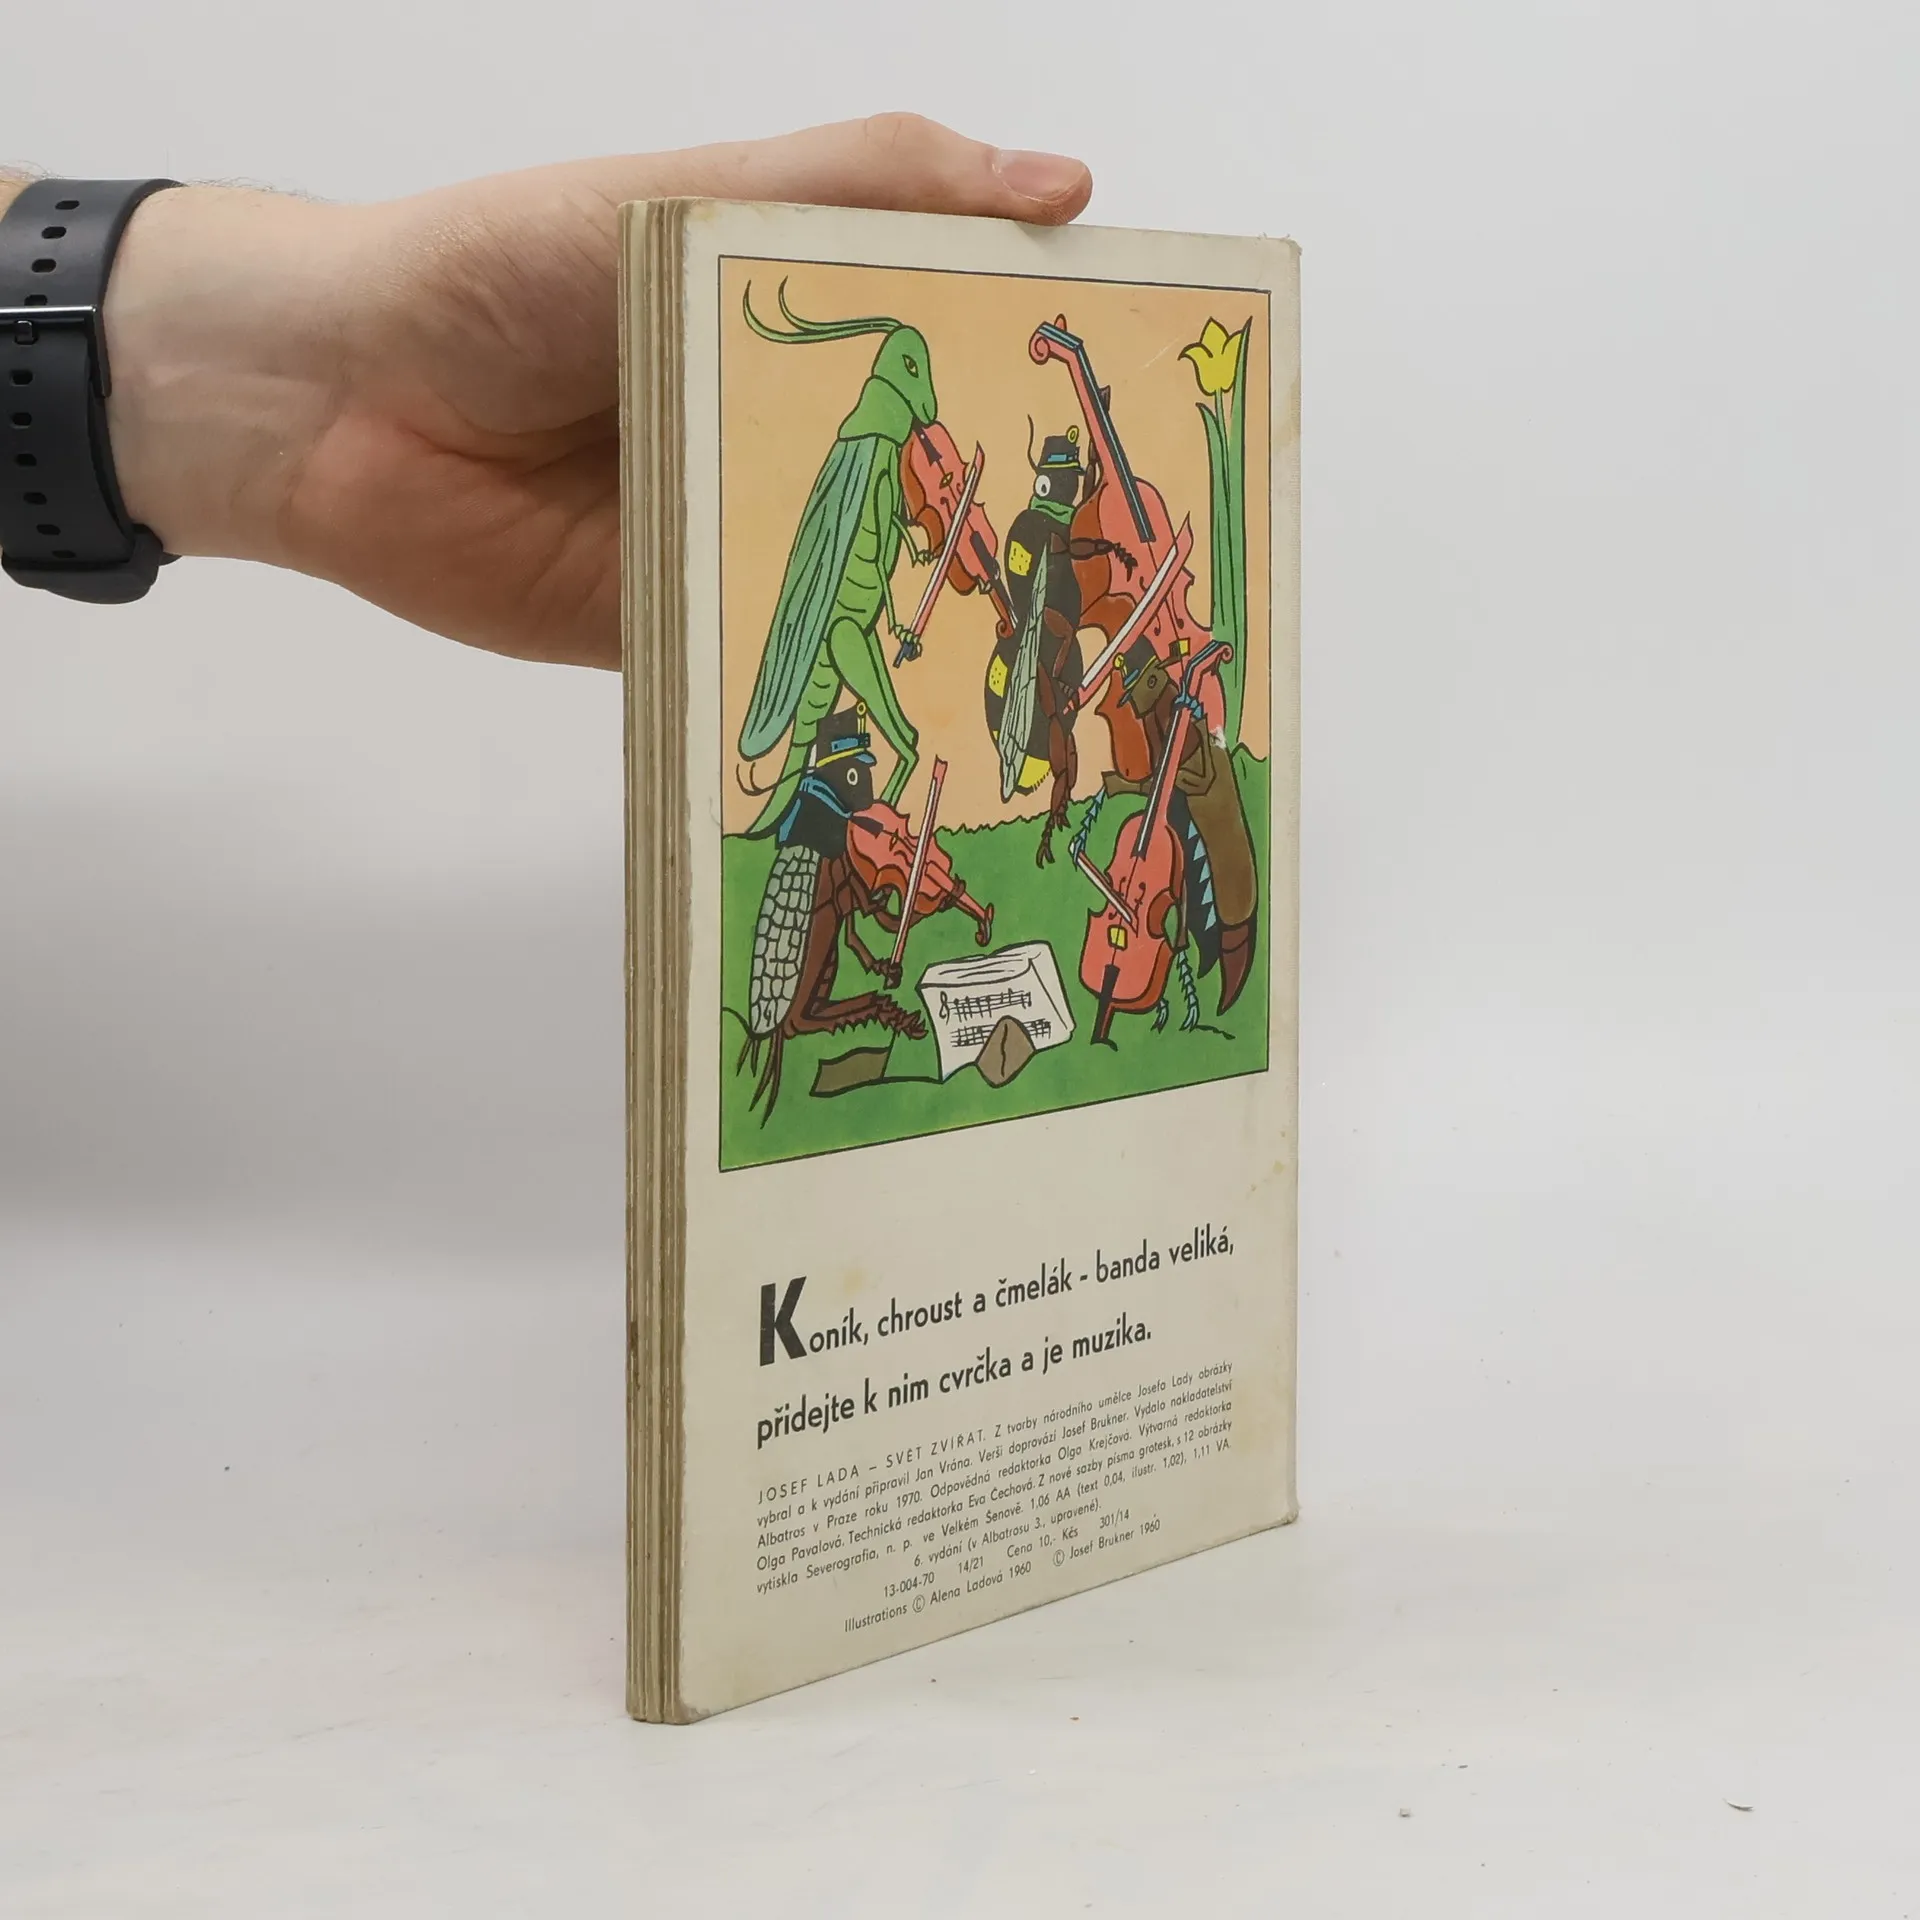 Koník, chroust a čmelák - banda veliká,
přidejte k nim cvrčka a je muzika.
JOSEF LADA – SVĚT ZVÍŘAT. Z tvorby národního umělce Josefa Lady obrázky
vybral a k vydání připravil Jan Vrána. Verši doprovází Josef Brukner. Vydalo nakladatelství
Albatros v Praze roku 1970. Odpovědná redaktorka Olga Krejčová. Výtvarná redaktorka
Olga Pavalová. Technická redaktorka Eva Čechová. Z nové sazby písma grotesk, s 12 obrázky
vytiskla Severografia, n. p. ve Velkém Šenově. 1,06 AA (text 0,04, ilustr. 1,02), 1,11 VA.
6. vydání (v Albatrosu 3., upravené).
13-004-70 14/21 Cena 10,- Kčs 301/14
Illustrations © Alena Ladová 1960 © Josef Brukner 1960